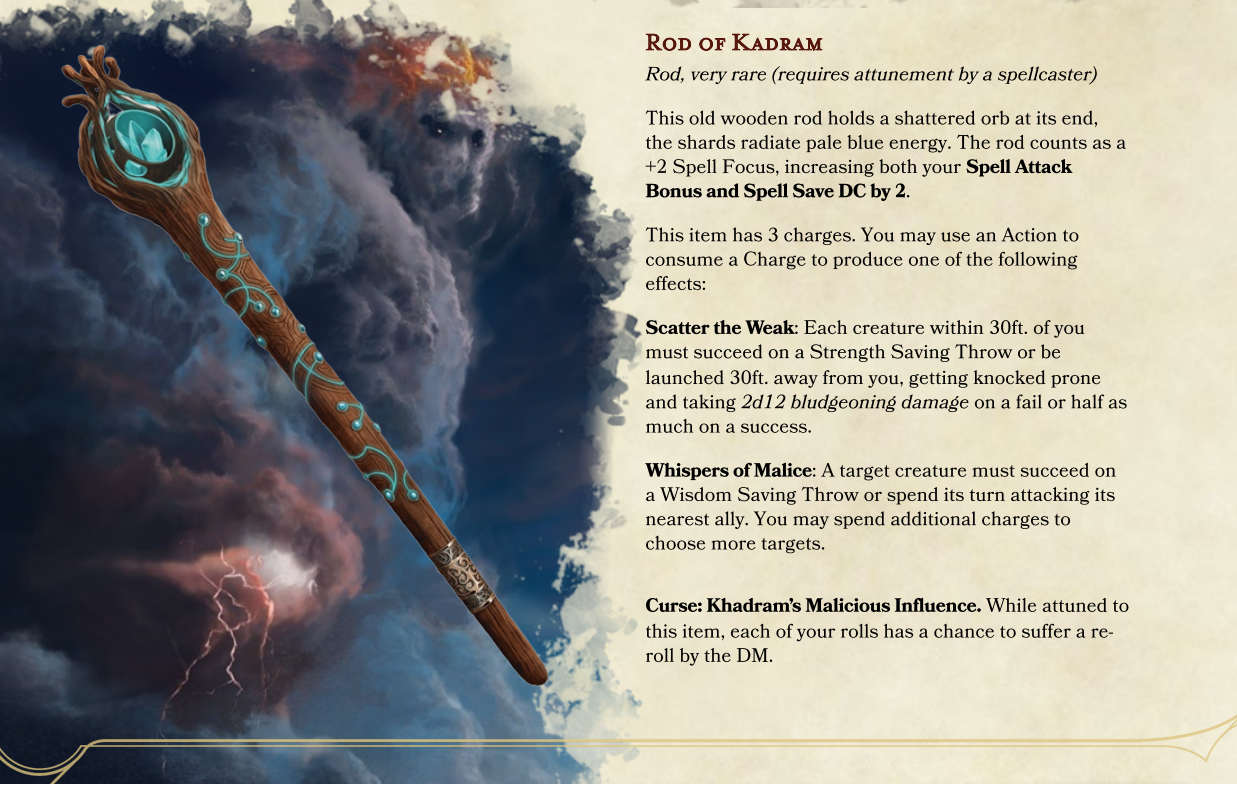 Rod of Kadram
Rod, very rare (requires attunement by a spellcaster)
This old wooden rod holds a shattered orb at its end,
the shards radiate pale blue energy. The rod counts as a
+2 Spell Focus, increasing both your Spell Attack
Bonus and Spell Save DC by 2.
This item has 3 charges. You may use an Action to
consume a Charge to produce one of the following
effects:
Scatter the Weak: Each creature within 30ft. of you
must succeed on a Strength Saving Throw or be
launched 30ft. away from you, getting knocked prone
and taking 2d12 bludgeoning damage on a fail or half as
much on a success.
Whispers of Malice: A target creature must succeed on
a Wisdom Saving Throw or spend its turn attacking its
nearest ally. You may spend additional charges to
choose more targets.
Curse: Khadram's Malicious Influence. While attuned to
this item, each of your rolls has a chance to suffer a re-
roll by the DM.